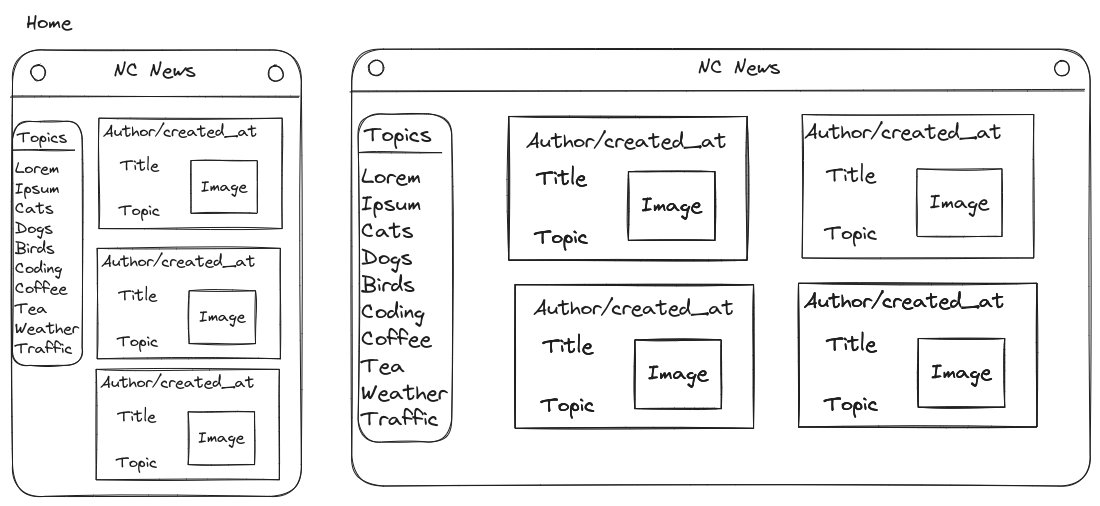 Home
NC News
Topics
Lorem
Ipsum
Cats
Dogs
Birds
Coding
Coffee
Tea
Weather
Traffic
Author/created_at
Title
Image
Topic
Author/created_at
Title
Image
Topic
Author/created_at
Title
Image
Topic
NC News
Topics
Lorem
Ipsum
Cats
Dogs
Birds
Coding
Coffee
Tea
Weather
Traffic
Author/created_at
Title
Image
Topic
Author/created_at
Title
Image
Topic
Author/created_at
Title
Image
Topic
Author/created_at
Title
Image
Topic